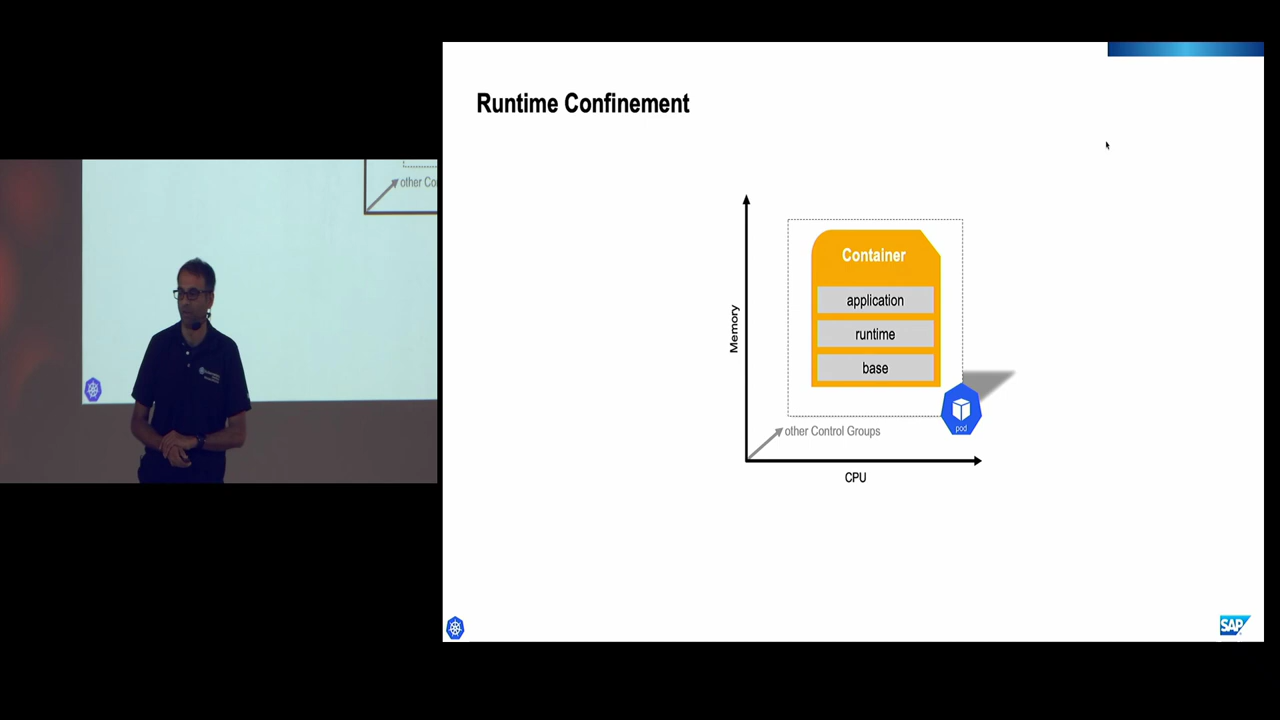 Runtime Confinement
Container
application
runtime
base
Memory
pod
other Control Groups
CPU
other Co
SAP